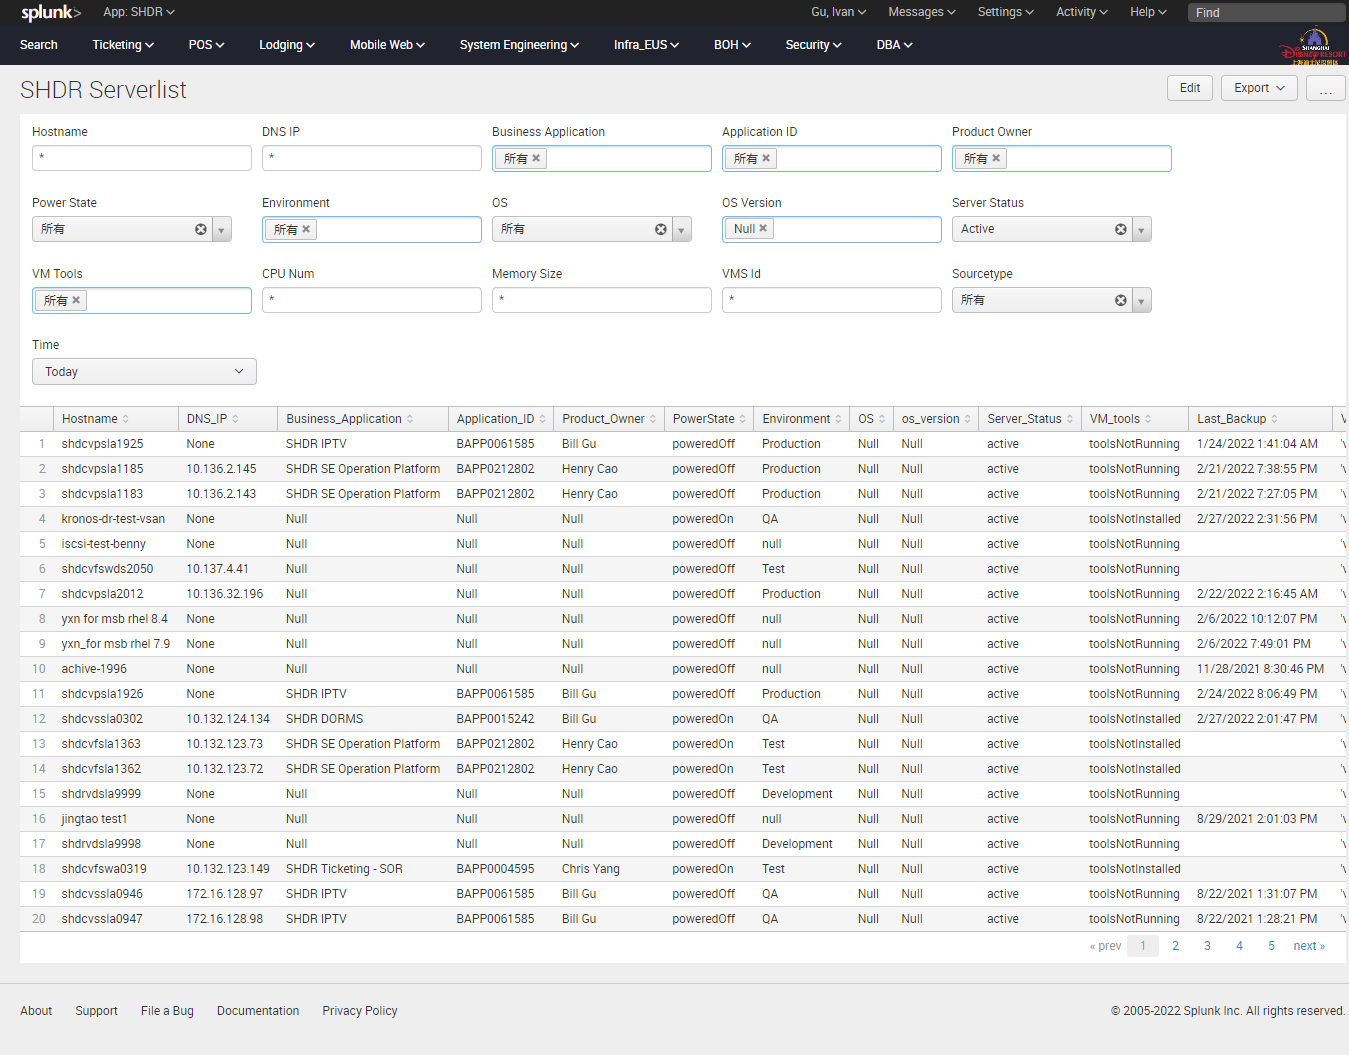 splunk> App: SHDR Gu, Ivan Messages Settings Activity Help Find
Search Ticketing POS Lodging Mobile Web System Engineering Infra_EUS BOH Security DBA
SHANGHAI
DISNEY RESORT
上海迪士尼度假区
SHDR Serverlist Edit Export ...
Hostname DNS IP Business Application Application ID Product Owner
* * 所有 所有 所有
Power State Environment OS OS Version Server Status
所有 所有 所有 Null Active
VM Tools CPU Num Memory Size VMS Id Sourcetype
所有 * * * 所有
Time
Today
Hostname DNS_IP Business_Application Application_ID Product_Owner PowerState Environment OS os_version Server_Status VM_tools Last_Backup V
1 shdcvpsla1925 None SHDR IPTV BAPP0061585 Bill Gu poweredOff Production Null Null active toolsNotRunning 1/24/2022 1:41:04 AM
2 shdcvpsla1185 10.136.2.145 SHDR SE Operation Platform BAPP0212802 Henry Cao poweredOff Production Null Null active toolsNotRunning 2/21/2022 7:38:55 PM
3 shdcvpsla1183 10.136.2.143 SHDR SE Operation Platform BAPP0212802 Henry Cao poweredOff Production Null Null active toolsNotRunning 2/21/2022 7:27:05 PM
4 kronos-dr-test-vsan None Null Null Null poweredOn QA Null Null active toolsNotInstalled 2/27/2022 2:31:56 PM
5 iscsi-test-benny None Null Null Null poweredOff null Null Null active toolsNotRunning
6 shdcvfswds2050 10.137.4.41 Null Null Null poweredOff Test Null Null active toolsNotRunning
7 shdcvpsla2012 10.136.32.196 Null Null Null poweredOff Production Null Null active toolsNotRunning 2/22/2022 2:16:45 AM
8 yxn for msb rhel 8.4 None Null Null Null poweredOff null Null Null active toolsNotRunning 2/6/2022 10:12:07 PM
9 yxn_for msb rhel 7.9 None Null Null Null poweredOff null Null Null active toolsNotRunning 2/6/2022 7:49:01 PM
10 achive-1996 None Null Null Null poweredOff null Null Null active toolsNotRunning 11/28/2021 8:30:46 PM
11 shdcvpsla1926 None SHDR IPTV BAPP0061585 Bill Gu poweredOff Production Null Null active toolsNotRunning 2/24/2022 8:06:49 PM
12 shdcvssla0302 10.132.124.134 SHDR DORMS BAPP0015242 Bill Gu poweredOn QA Null Null active toolsNotInstalled 2/27/2022 2:01:47 PM
13 shdcvfsla1363 10.132.123.73 SHDR SE Operation Platform BAPP0212802 Henry Cao poweredOn Test Null Null active toolsNotInstalled
14 shdcvfsla1362 10.132.123.72 SHDR SE Operation Platform BAPP0212802 Henry Cao poweredOn Test Null Null active toolsNotInstalled
15 shdrvdsla9999 None Null Null Null poweredOff Development Null Null active toolsNotRunning
16 jingtao test1 None Null Null Null poweredOff null Null Null active toolsNotRunning 8/29/2021 2:01:03 PM
17 shdrvdsla9998 None Null Null Null poweredOff Development Null Null active toolsNotRunning
18 shdcvfswa0319 10.132.123.149 SHDR Ticketing - SOR BAPP0004595 Chris Yang poweredOn Test Null Null active toolsNotInstalled
19 shdcvssla0946 172.16.128.97 SHDR IPTV BAPP0061585 Bill Gu poweredOff QA Null Null active toolsNotRunning 8/22/2021 1:31:07 PM
20 shdcvssla0947 172.16.128.98 SHDR IPTV BAPP0061585 Bill Gu poweredOff QA Null Null active toolsNotRunning 8/22/2021 1:28:21 PM
« prev 1 2 3 4 5 next »
About Support File a Bug Documentation Privacy Policy © 2005-2022 Splunk Inc. All rights reserved.